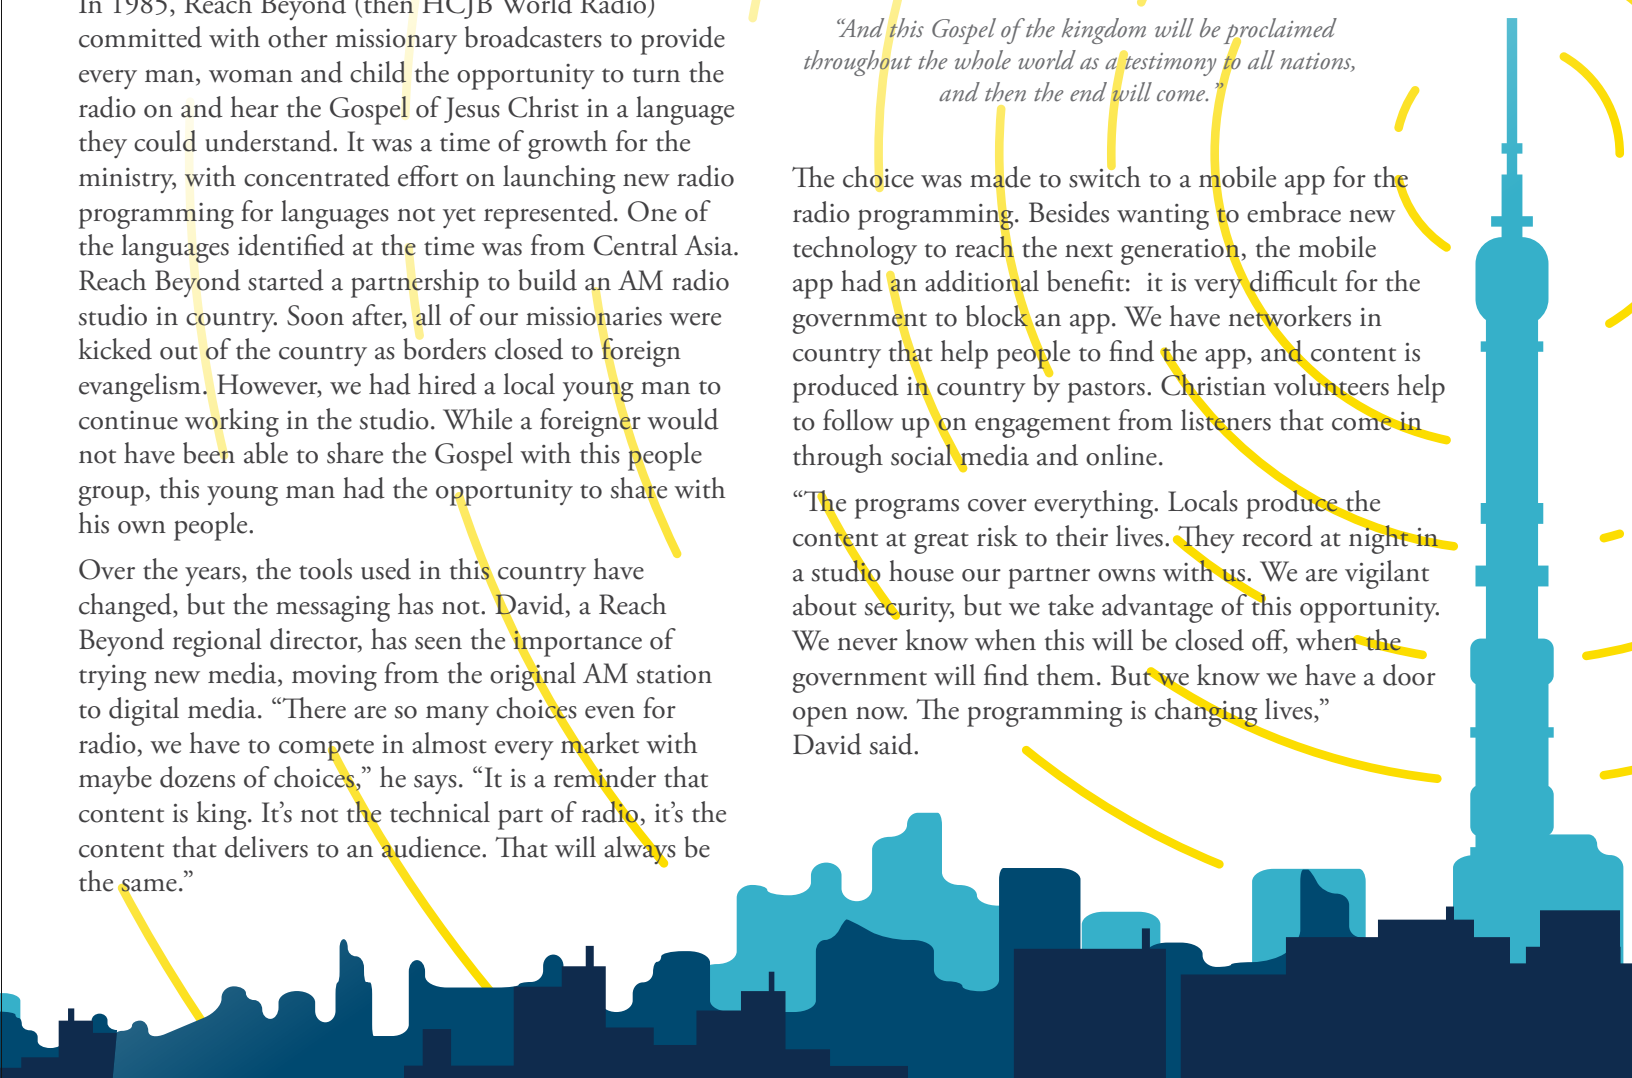 In 1985, Reach Beyond (then HCJB World Radio)
committed with other missionary broadcasters to provide
every man, woman and child the opportunity to turn the
radio on and hear the Gospel of Jesus Christ in a language
they could understand. It was a time of growth for the
ministry, with concentrated effort on launching new radio
programming for languages not yet represented. One of
the languages identified at the time was from Central Asia.
Reach Beyond started a partnership to build an AM radio
studio in country. Soon after, all of our missionaries were
kicked out of the country as borders closed to foreign
evangelism. However, we had hired a local young man to
continue working in the studio. While a foreigner would
not have been able to share the Gospel with this people
group, this young man had the opportunity to share with
his own people.
Over the years, the tools used in this country have
changed, but the messaging has not. David, a Reach
Beyond regional director, has seen the importance of
trying new media, moving from the original AM station
to digital media. “There are so many choices even for
radio, we have to compete in almost every market with
maybe dozens of choices,” he says. “It is a reminder that
content is king. It’s not the technical part of radio, it’s the
content that delivers to an audience. That will always be
the same.”
“And this Gospel of the kingdom will be proclaimed
throughout the whole world as a testimony to all nations,
and then the end will come.”
The choice was made to switch to a mobile app for the
radio programming. Besides wanting to embrace new
technology to reach the next generation, the mobile
app had an additional benefit:  it is very difficult for the
government to block an app. We have networkers in
country that help people to find the app, and content is
produced in country by pastors. Christian volunteers help
to follow up on engagement from listeners that come in
through social media and online.
“The programs cover everything. Locals produce the
content at great risk to their lives. They record at night in
a studio house our partner owns with us. We are vigilant
about security, but we take advantage of this opportunity.
We never know when this will be closed off, when the
government will find them. But we know we have a door
open now. The programming is changing lives,”
David said.